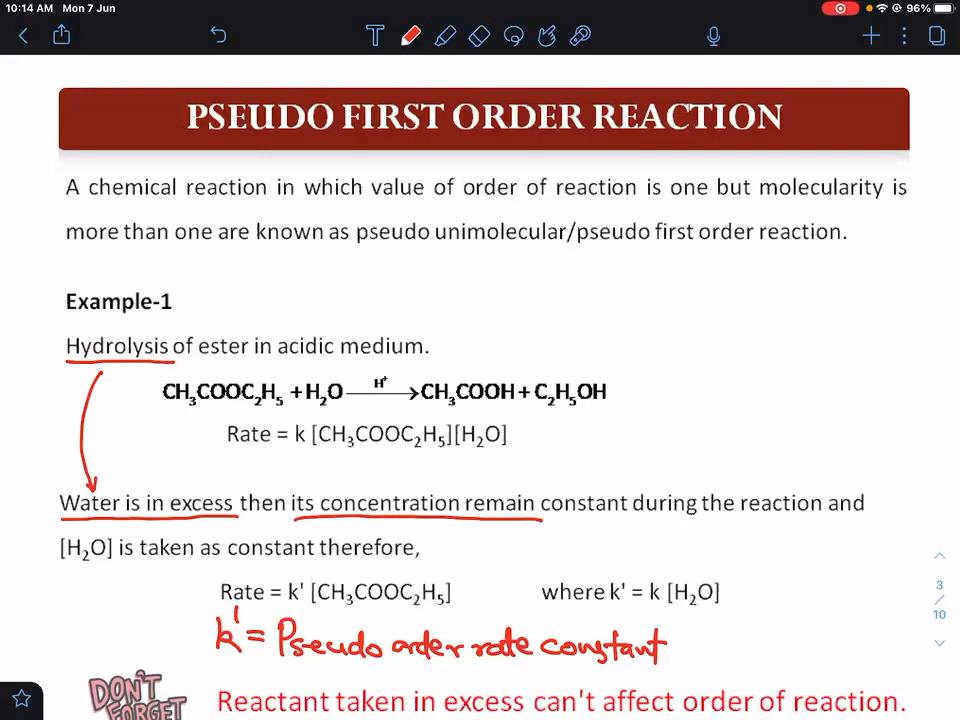 10:14 AM Mon 7 Jun 96%
PSEUDO FIRST ORDER REACTION
A chemical reaction in which value of order of reaction is one but molecularity is
more than one are known as pseudo unimolecular/pseudo first order reaction.
Example-1
Hydrolysis of ester in acidic medium.
CH₃COOC₂H₅ + H₂O —H⁺→ CH₃COOH + C₂H₅OH
Rate = k [CH₃COOC₂H₅][H₂O]
Water is in excess then its concentration remain constant during the reaction and
[H₂O] is taken as constant therefore,
Rate = k' [CH₃COOC₂H₅] where k' = k [H₂O]
3
/
10
k' = Pseudo order rate constant
DON'T
FORGET
Reactant taken in excess can't affect order of reaction.